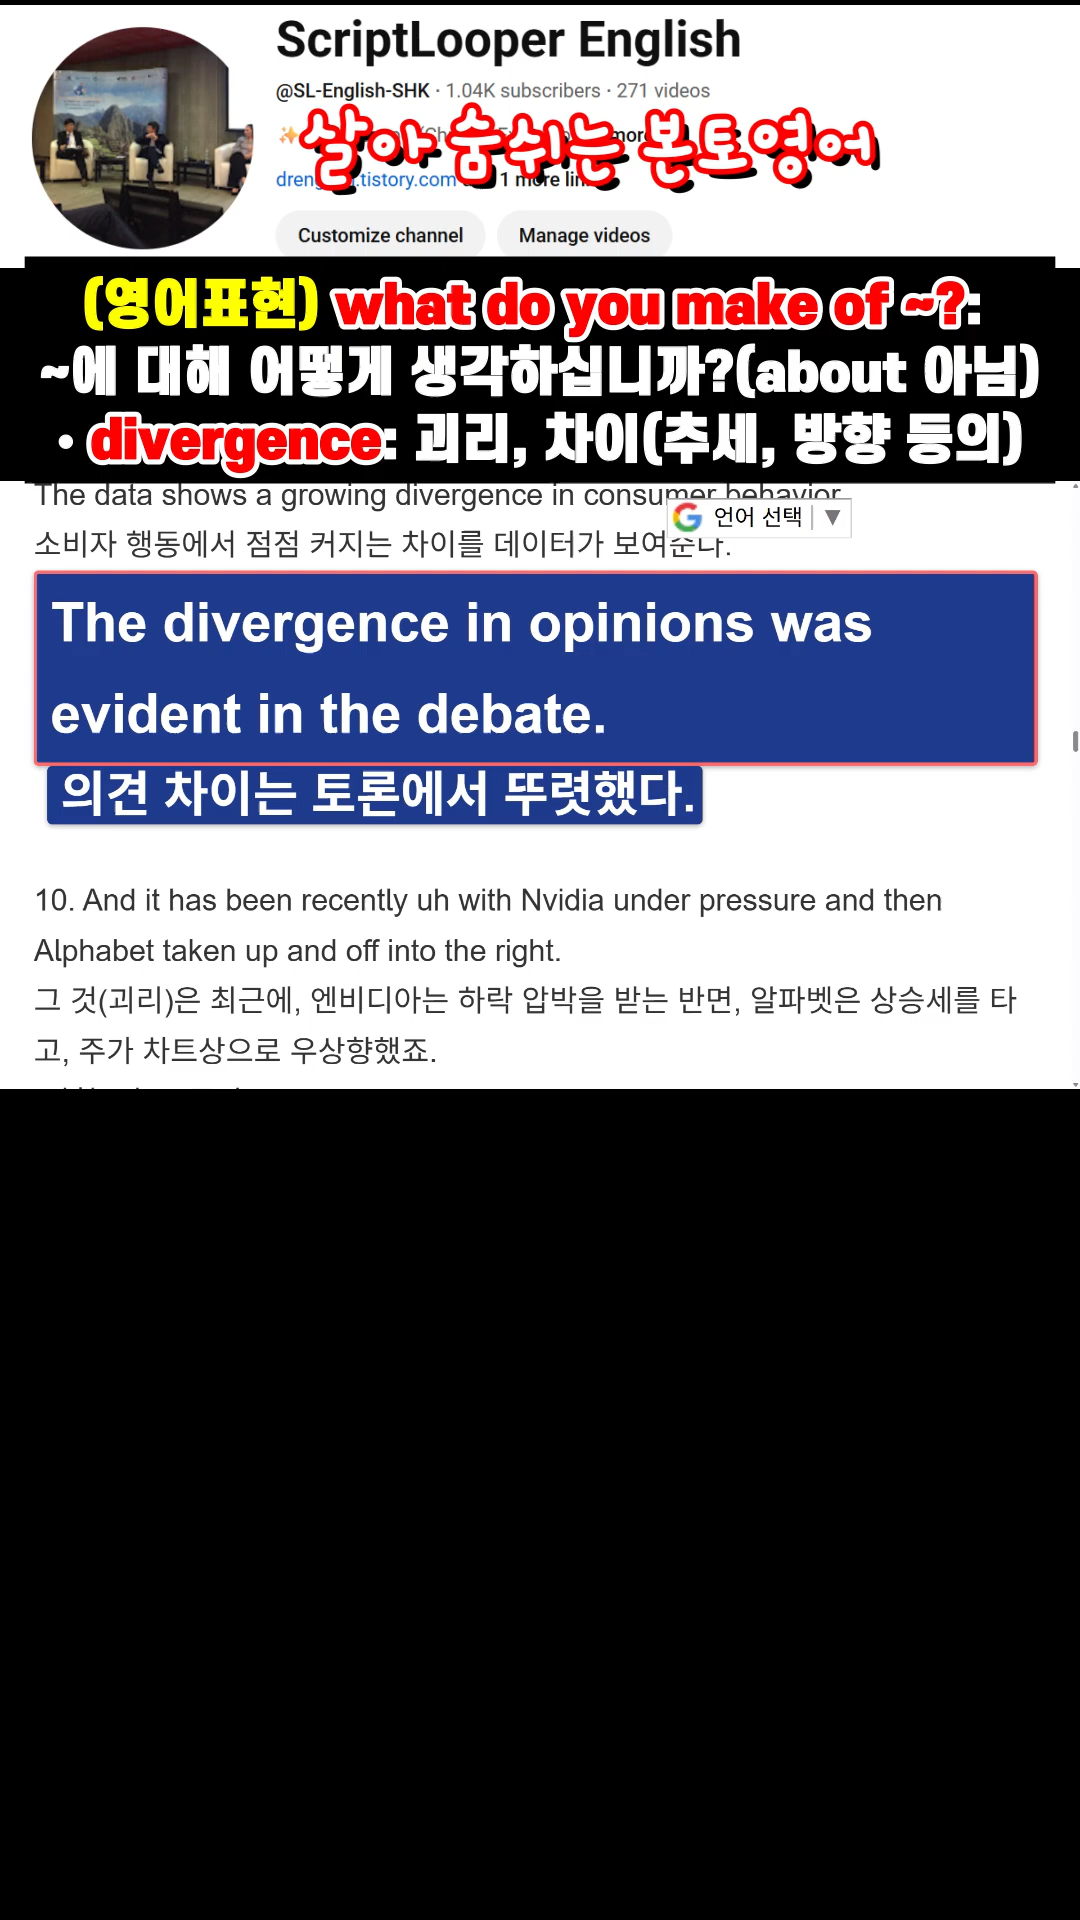 ScriptLooper English
@SL-English-SHK · 1.04K subscribers · 271 videos
살아 숨쉬는 본토영어
1 more
Customize channel
Manage videos
(영어표현) what do you make of ~?:
~에 대해 어떻게 생각하십니까?(about 아님)
• divergence: 괴리, 차이(추세, 방향 등의)
The data shows a growing divergence in consumer behavior
언어 선택 ▼
소비자 행동에서 점점 커지는 차이를 데이터가 보여준다.
The divergence in opinions was
evident in the debate.
의견 차이는 토론에서 뚜렷했다.
10. And it has been recently uh with Nvidia under pressure and then
Alphabet taken up and off into the right.
그 것(괴리)은 최근에, 엔비디아는 하락 압박을 받는 반면, 알파벳은 상승세를 타
고, 주가 차트상으로 우상향했죠.